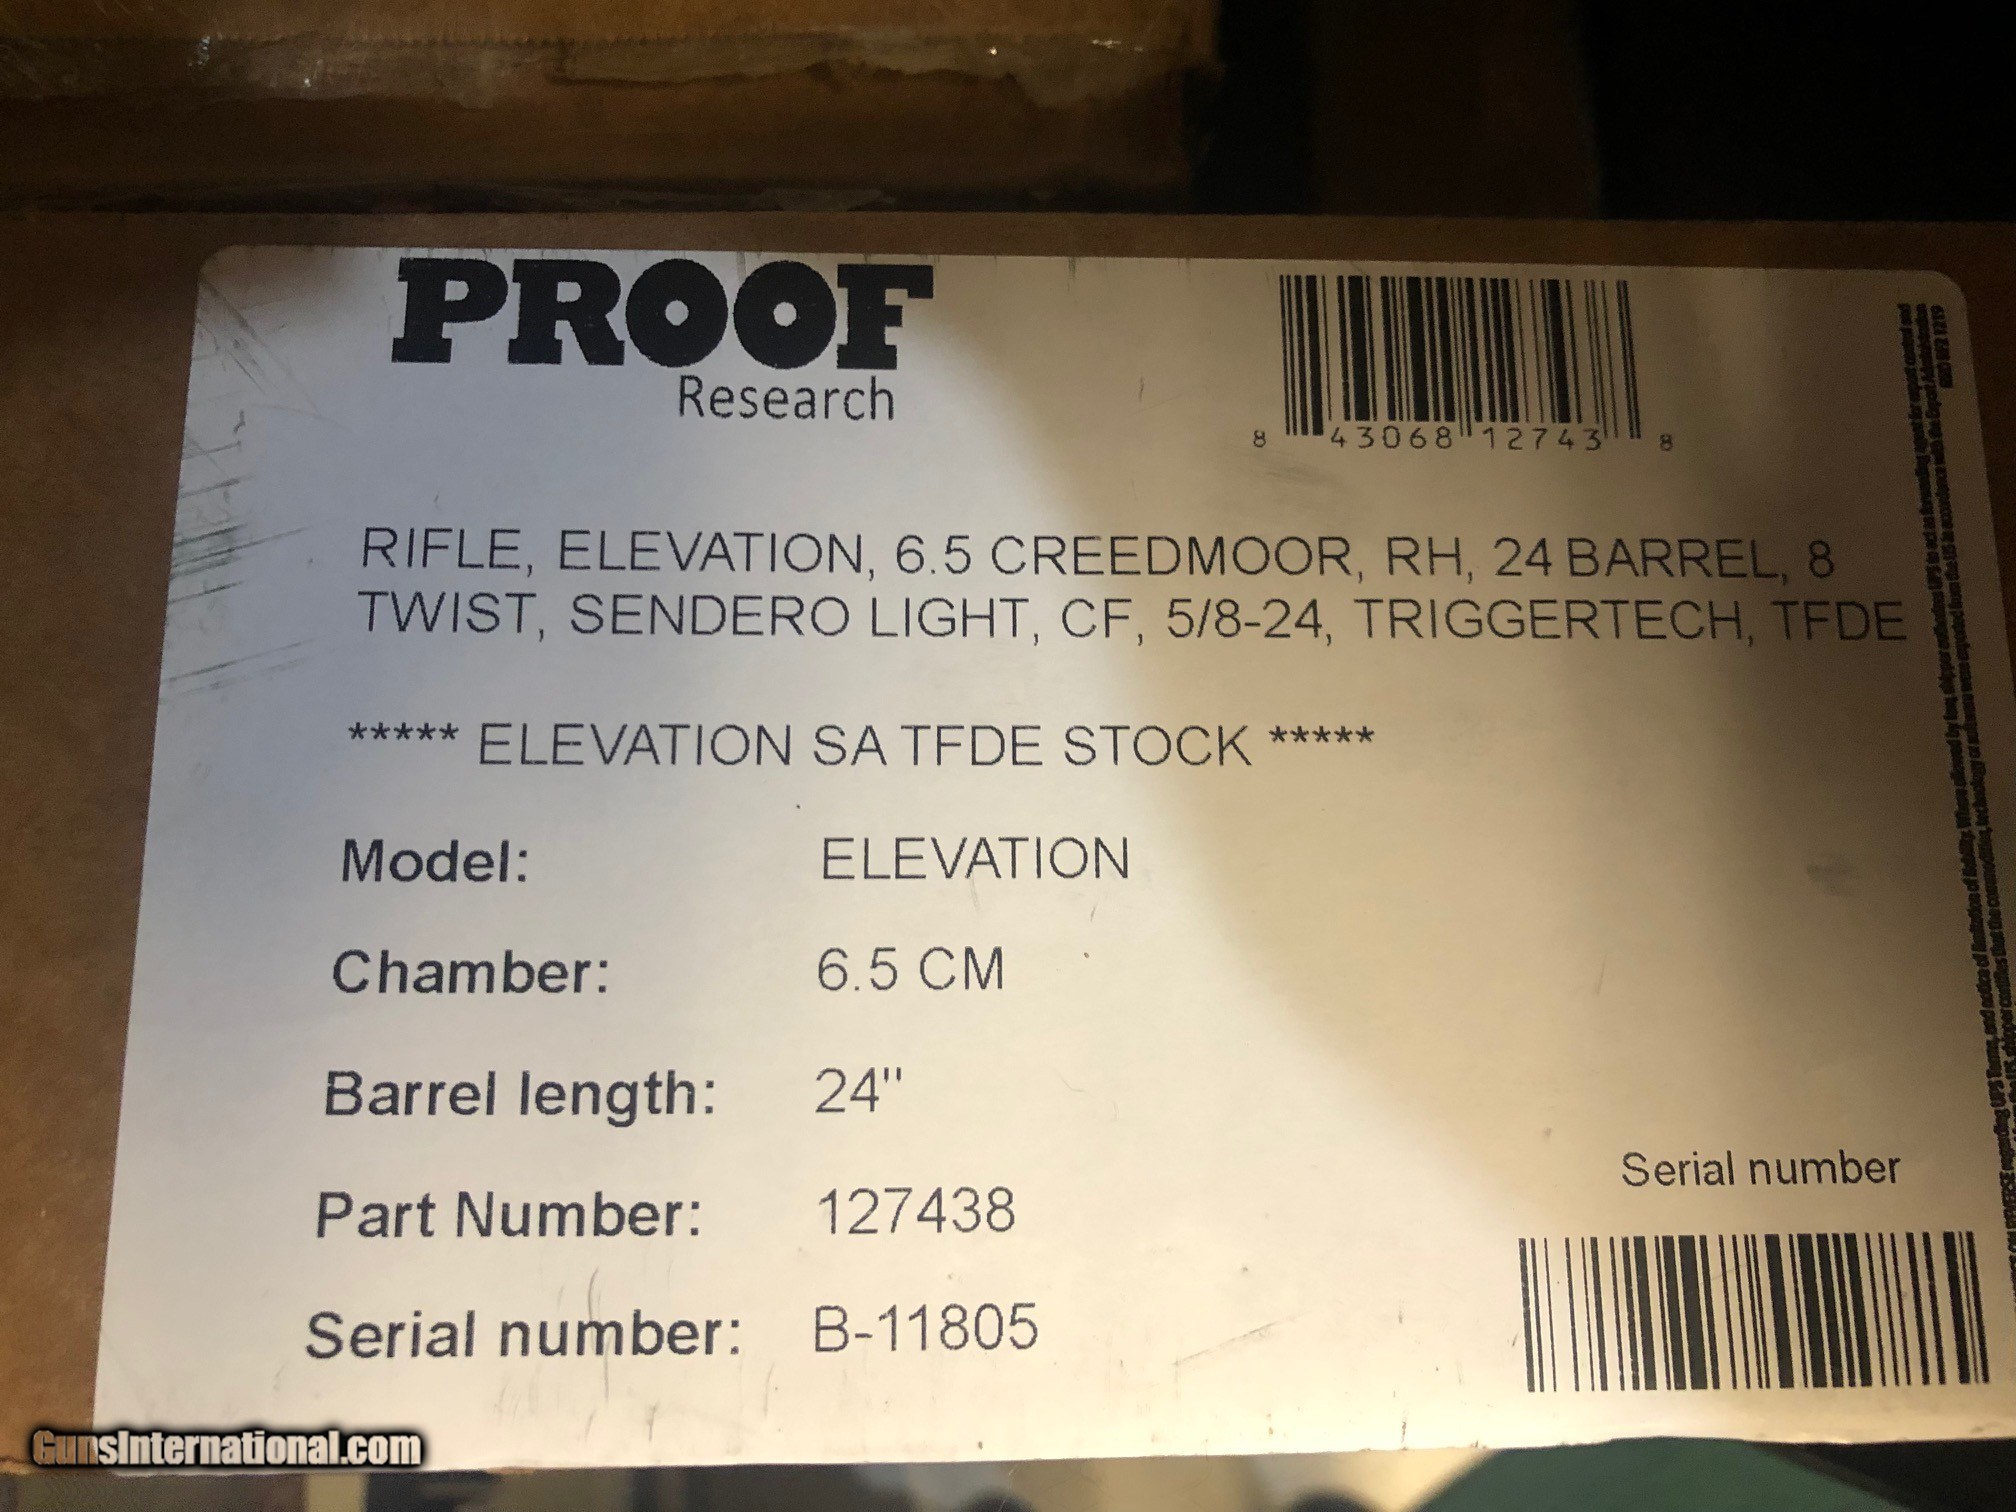 PROOF
Research
8 43068 12743 8
RIFLE, ELEVATION, 6.5 CREEDMOOR, RH, 24 BARREL, 8
TWIST, SENDERO LIGHT, CF, 5/8-24, TRIGGERTECH, TFDE
***** ELEVATION SA TFDE STOCK *****
Model: ELEVATION
Chamber: 6.5 CM
Barrel length: 24"
Part Number: 127438
Serial number: B-11805
Serial number
GunsInternational.com